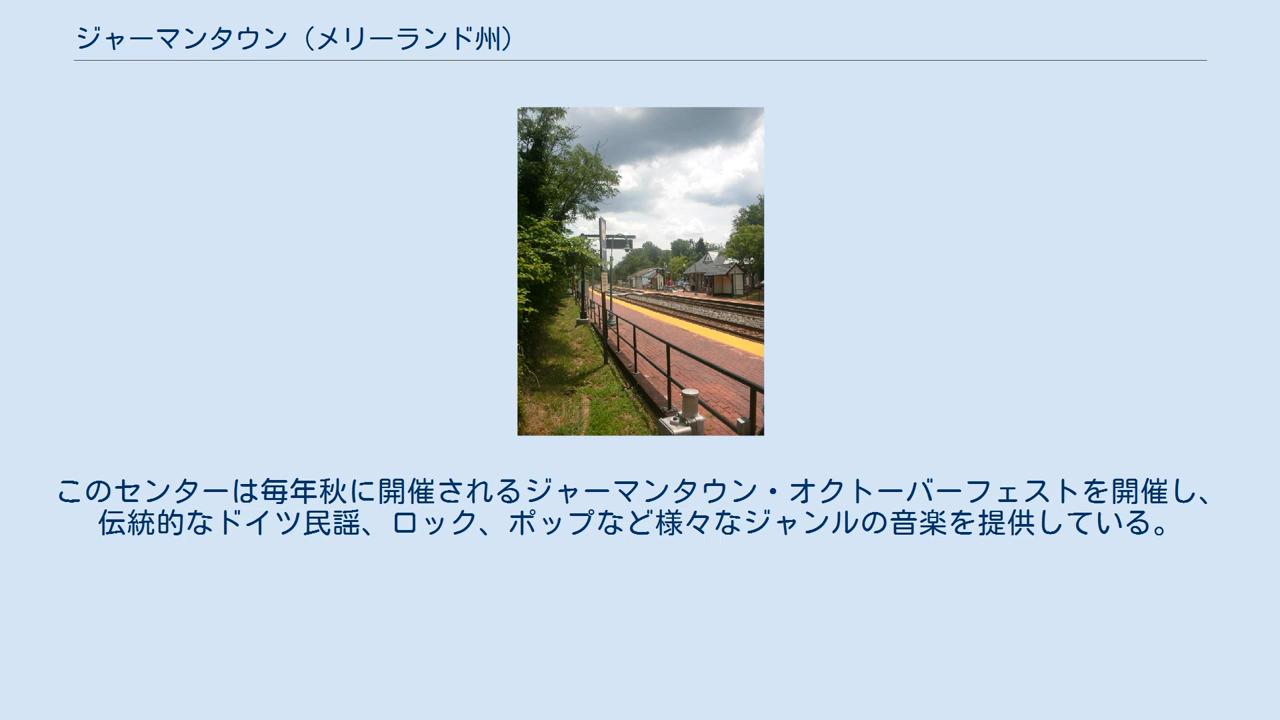 ジャーマンタウン（メリーランド州）
このセンターは毎年秋に開催されるジャーマンタウン・オクトーバーフェストを開催し、
伝統的なドイツ民謡、ロック、ポップなど様々なジャンルの音楽を提供している。